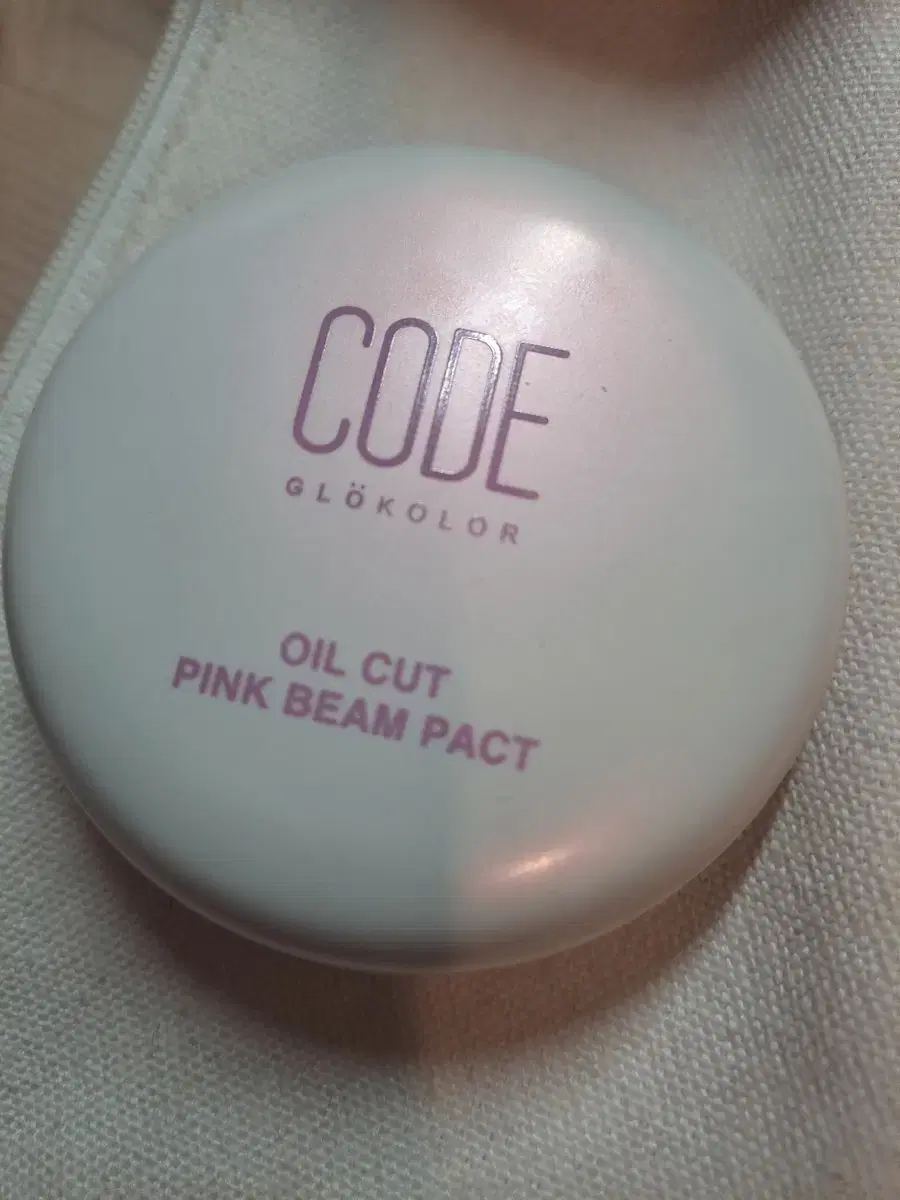 CODE
GLÖKOLOR
OIL CUT
PINK BEAM PACT